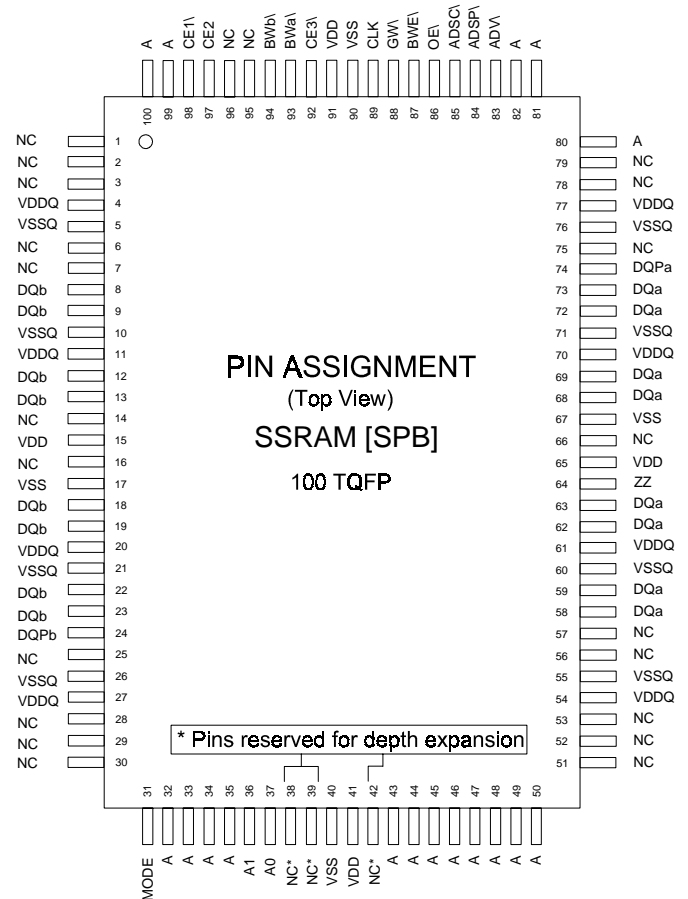 A A CE1\ CE2 NC NC BWb\ BWa\ CE3\ VDD VSS CLK GW\ BWE\ OE\ ADSC\ ADSP\ ADV\ A A
100 99 98 97 96 95 94 93 92 91 90 89 88 87 86 85 84 83 82 81
NC 1 80 A
NC 2 79 NC
NC 3 78 NC
VDDQ 4 77 VDDQ
VSSQ 5 76 VSSQ
NC 6 75 NC
NC 7 74 DQPa
DQb 8 73 DQa
DQb 9 72 DQa
VSSQ 10 71 VSSQ
VDDQ 11 70 VDDQ
DQb 12 69 DQa
DQb 13 68 DQa
NC 14 67 VSS
VDD 15 66 NC
NC 16 65 VDD
VSS 17 64 ZZ
DQb 18 63 DQa
DQb 19 62 DQa
VDDQ 20 61 VDDQ
VSSQ 21 60 VSSQ
DQb 22 59 DQa
DQb 23 58 DQa
DQPb 24 57 NC
NC 25 56 NC
VSSQ 26 55 VSSQ
VDDQ 27 54 VDDQ
NC 28 53 NC
NC 29 52 NC
NC 30 51 NC
PIN ASSIGNMENT
(Top View)
SSRAM [SPB]
100 TQFP
* Pins reserved for depth expansion
31 32 33 34 35 36 37 38 39 40 41 42 43 44 45 46 47 48 49 50
MODE A A A A A1 A0 NC* NC* VSS VDD NC* A A A A A A A A